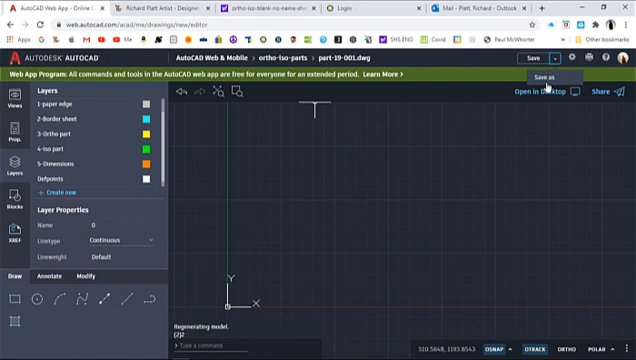 AutoCAD Web App - Online C
Richard Platt Artist - Designer
ortho-iso-blank-no-name-sh
Login
Mail - Platt, Richard - Outlook
web.autocad.com/acad/me/drawings/new/editor
Apps
M
YouTube
Me
SHS ENG
Covid
Paul McWhorter
Other bookmarks
AUTODESK® AUTOCAD®
AutoCAD Web & Mobile > ortho-iso-parts > part-19-001.dwg
Save
Web App Program: All commands and tools in the AutoCAD web app are free for everyone for an extended period. Learn More >
Save as
Open in Desktop
Share
Views
Prop.
Layers
Blocks
XREF
Layers
1-paper edge
2-Border sheet
3-Ortho part
4-Iso part
5-Dimensions
Defpoints
+ Create new
Layer Properties
Name 0
Linetype Continuous
Lineweight Default
Draw Annotate Modify
Y
X
Regenerating model.
(2)2
Type a command
510.5648, 1193.8543 OSNAP OTRACK ORTHO POLAR